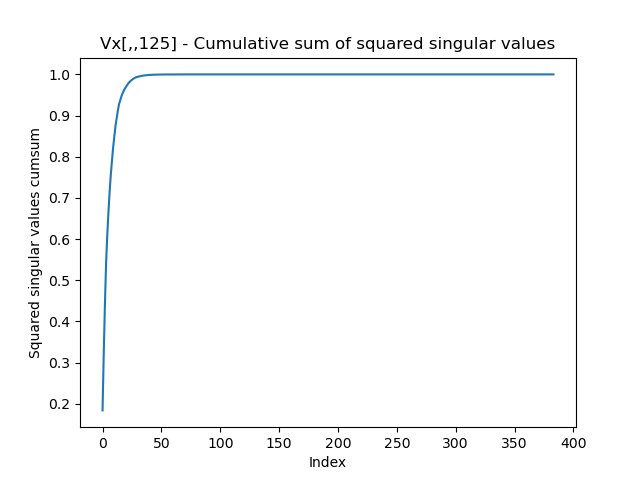 Vx[,,125] - Cumulative sum of squared singular values
Squared singular values cumsum
1.0
0.9
0.8
0.7
0.6
0.5
0.4
0.3
0.2
0 50 100 150 200 250 300 350 400
Index